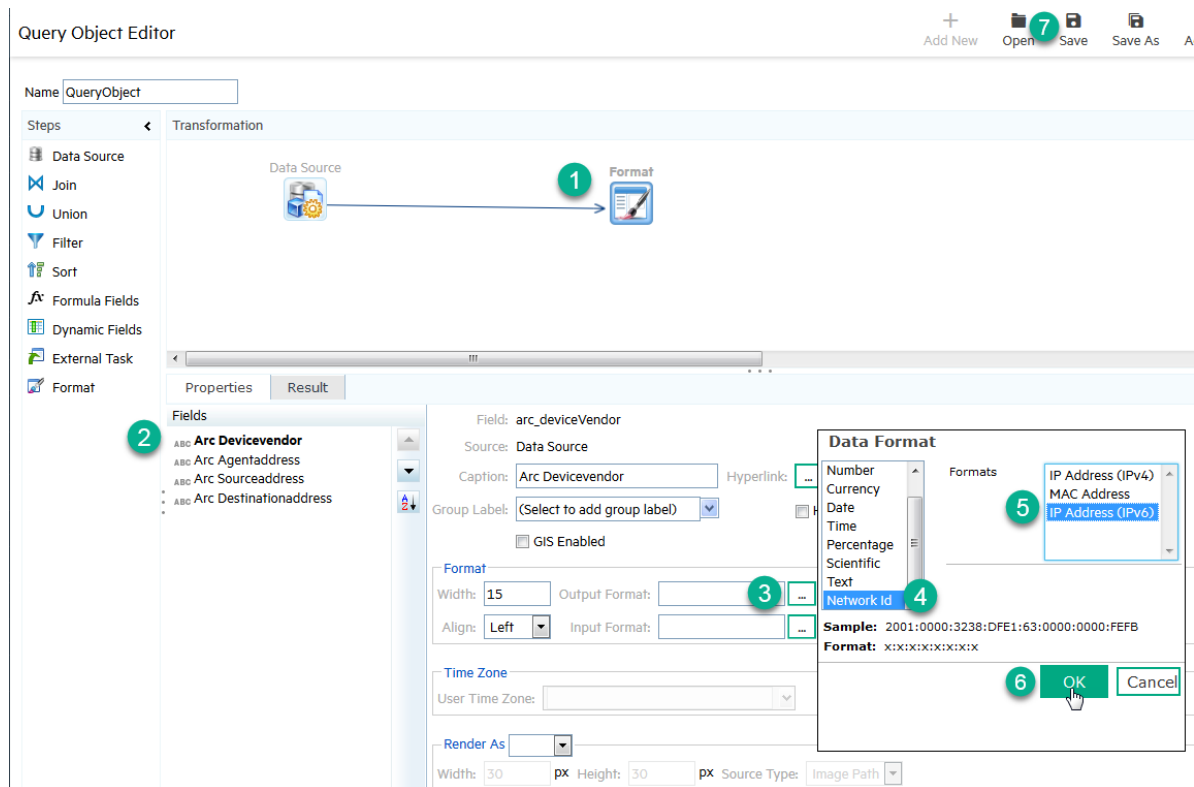 Query Object Editor
Add New
Open
7
Save
Save As
Name QueryObject
Steps
Data Source
Join
Union
Filter
Sort
fx Formula Fields
Dynamic Fields
External Task
Format
Transformation
Data Source
1
Format
Properties
Result
Fields
2
ABC Arc Devicevendor
ABC Arc Agentaddress
ABC Arc Sourceaddress
ABC Arc Destinationaddress
Field: arc_deviceVendor
Source: Data Source
Caption: Arc Devicevendor Hyperlink: ...
Group Label: (Select to add group label)
GIS Enabled
Format
Width: 15 Output Format: 3 ...
Align: Left Input Format: ...
Time Zone
User Time Zone:
Render As
Width: 30 px Height: 30 px Source Type: Image Path
Data Format
Number
Currency
Date
Time
Percentage
Scientific
Text
Network Id
4
Formats
5
IP Address (IPv4)
MAC Address
IP Address (IPv6)
Sample: 2001:0000:3238:DFE1:63:0000:0000:FEFB
Format: x:x:x:x:x:x:x:x
6
OK
Cancel